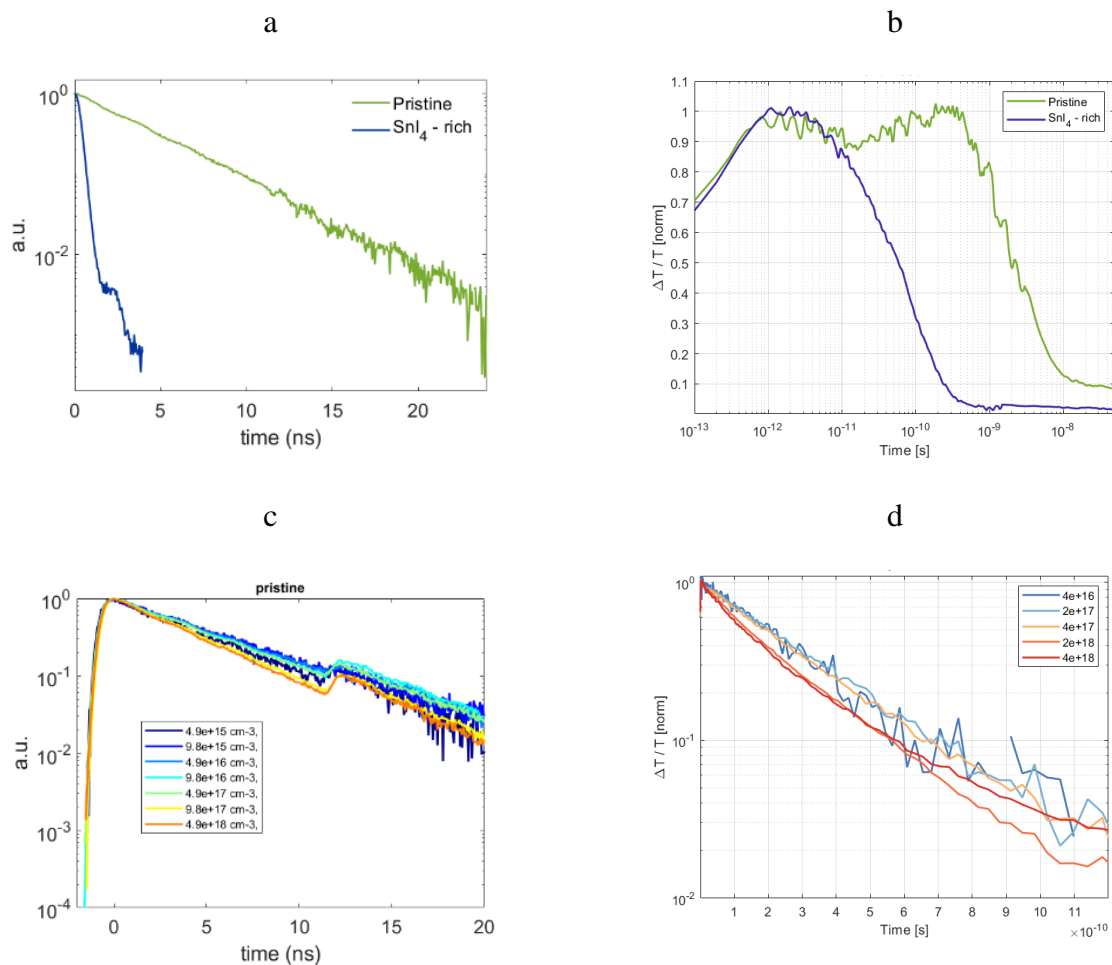 a
b
10⁰
10⁻²
a.u.
0
5
10
15
20
time (ns)
Pristine
SnI₄ - rich
1.1
1
0.9
0.8
0.7
0.6
0.5
0.4
0.3
0.2
0.1
ΔT / T [norm]
10⁻¹³
10⁻¹²
10⁻¹¹
10⁻¹⁰
10⁻⁹
10⁻⁸
Time [s]
Pristine
SnI₄ - rich
c
d
pristine
10⁰
10⁻¹
10⁻²
10⁻³
10⁻⁴
a.u.
4.9e+15 cm-3,
9.8e+15 cm-3,
4.9e+16 cm-3,
9.8e+16 cm-3,
4.9e+17 cm-3,
9.8e+17 cm-3,
4.9e+18 cm-3,
0
5
10
15
20
time (ns)
10⁰
10⁻¹
10⁻²
ΔT / T [norm]
4e+16
2e+17
4e+17
2e+18
4e+18
1
2
3
4
5
6
7
8
9
10
11
Time [s]
×10⁻¹⁰